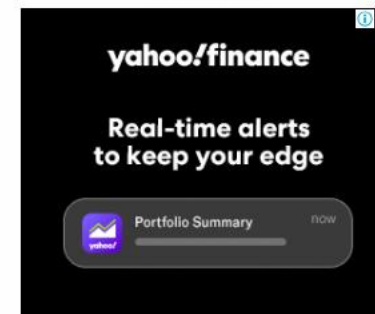 yahoo!finance
Real-time alerts
to keep your edge
Portfolio Summary now
yahoo!